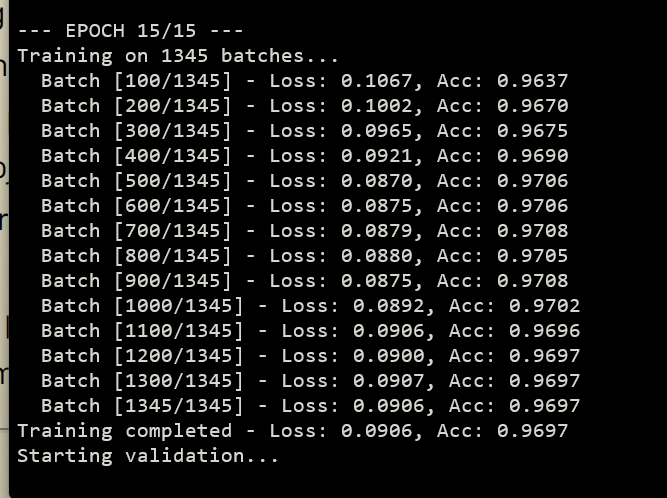 --- EPOCH 15/15 ---
Training on 1345 batches...
Batch [100/1345] - Loss: 0.1067, Acc: 0.9637
Batch [200/1345] - Loss: 0.1002, Acc: 0.9670
Batch [300/1345] - Loss: 0.0965, Acc: 0.9675
Batch [400/1345] - Loss: 0.0921, Acc: 0.9690
Batch [500/1345] - Loss: 0.0870, Acc: 0.9706
Batch [600/1345] - Loss: 0.0875, Acc: 0.9706
Batch [700/1345] - Loss: 0.0879, Acc: 0.9708
Batch [800/1345] - Loss: 0.0880, Acc: 0.9705
Batch [900/1345] - Loss: 0.0875, Acc: 0.9708
Batch [1000/1345] - Loss: 0.0892, Acc: 0.9702
Batch [1100/1345] - Loss: 0.0906, Acc: 0.9696
Batch [1200/1345] - Loss: 0.0900, Acc: 0.9697
Batch [1300/1345] - Loss: 0.0907, Acc: 0.9697
Batch [1345/1345] - Loss: 0.0906, Acc: 0.9697
Training completed - Loss: 0.0906, Acc: 0.9697
Starting validation...